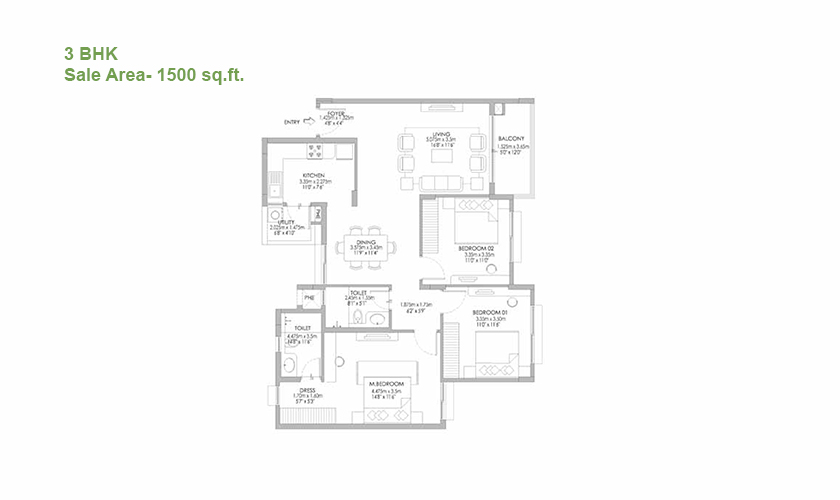 3 BHK
Sale Area- 1500 sq.ft.
FOYER
1.425m x 1.325m
4'8" x 4'4"
ENTRY
LIVING
5.075m x 3.5m
16'8" x 11'6"
BALCONY
1.525m x 3.65m
5'0" x 12'0"
KITCHEN
3.35m x 2.275m
11'0" x 7'6"
PHE
UTILITY
2.025m x 1.475m
6'8" x 4'10"
DINING
3.575m x 3.45m
11'9" x 11'4"
BEDROOM 02
3.35m x 3.35m
11'0" x 11'0"
PHE
TOILET
2.45m x 1.55m
8'1" x 5'1"
1.875m x 1.75m
6'2" x 5'9"
BEDROOM 01
3.35m x 3.50m
11'0" x 11'6"
TOILET
4.475m x 3.5m
14'8" x 11'6"
M.BEDROOM
4.475m x 3.5m
14'8" x 11'6"
DRESS
1.70m x 1.60m
5'7" x 5'3"